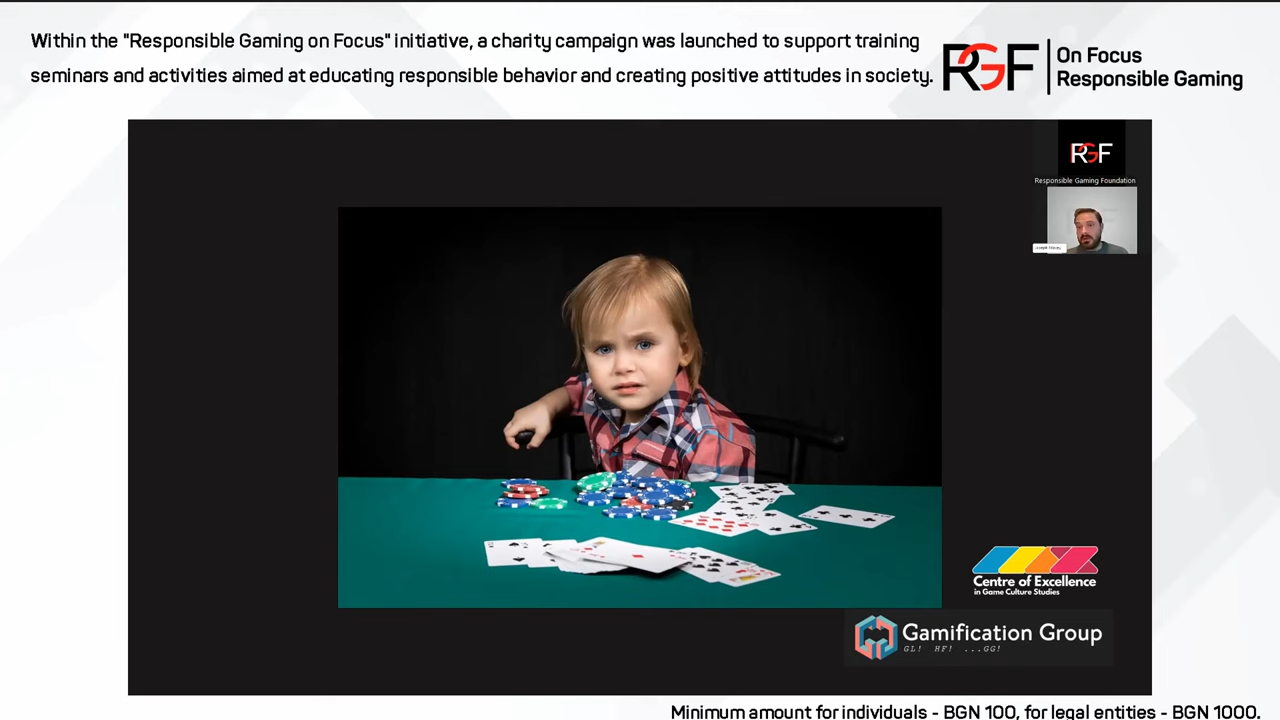 Within the "Responsible Gaming on Focus" initiative, a charity campaign was launched to support training
seminars and activities aimed at educating responsible behavior and creating positive attitudes in society.
RGF
On Focus
Responsible Gaming
RGF
Responsible Gaming Foundation
Centre of Excellence
in Game Culture Studies
Gamification Group
GL! HF! ...GG!
Minimum amount for individuals - BGN 100, for legal entities - BGN 1000.